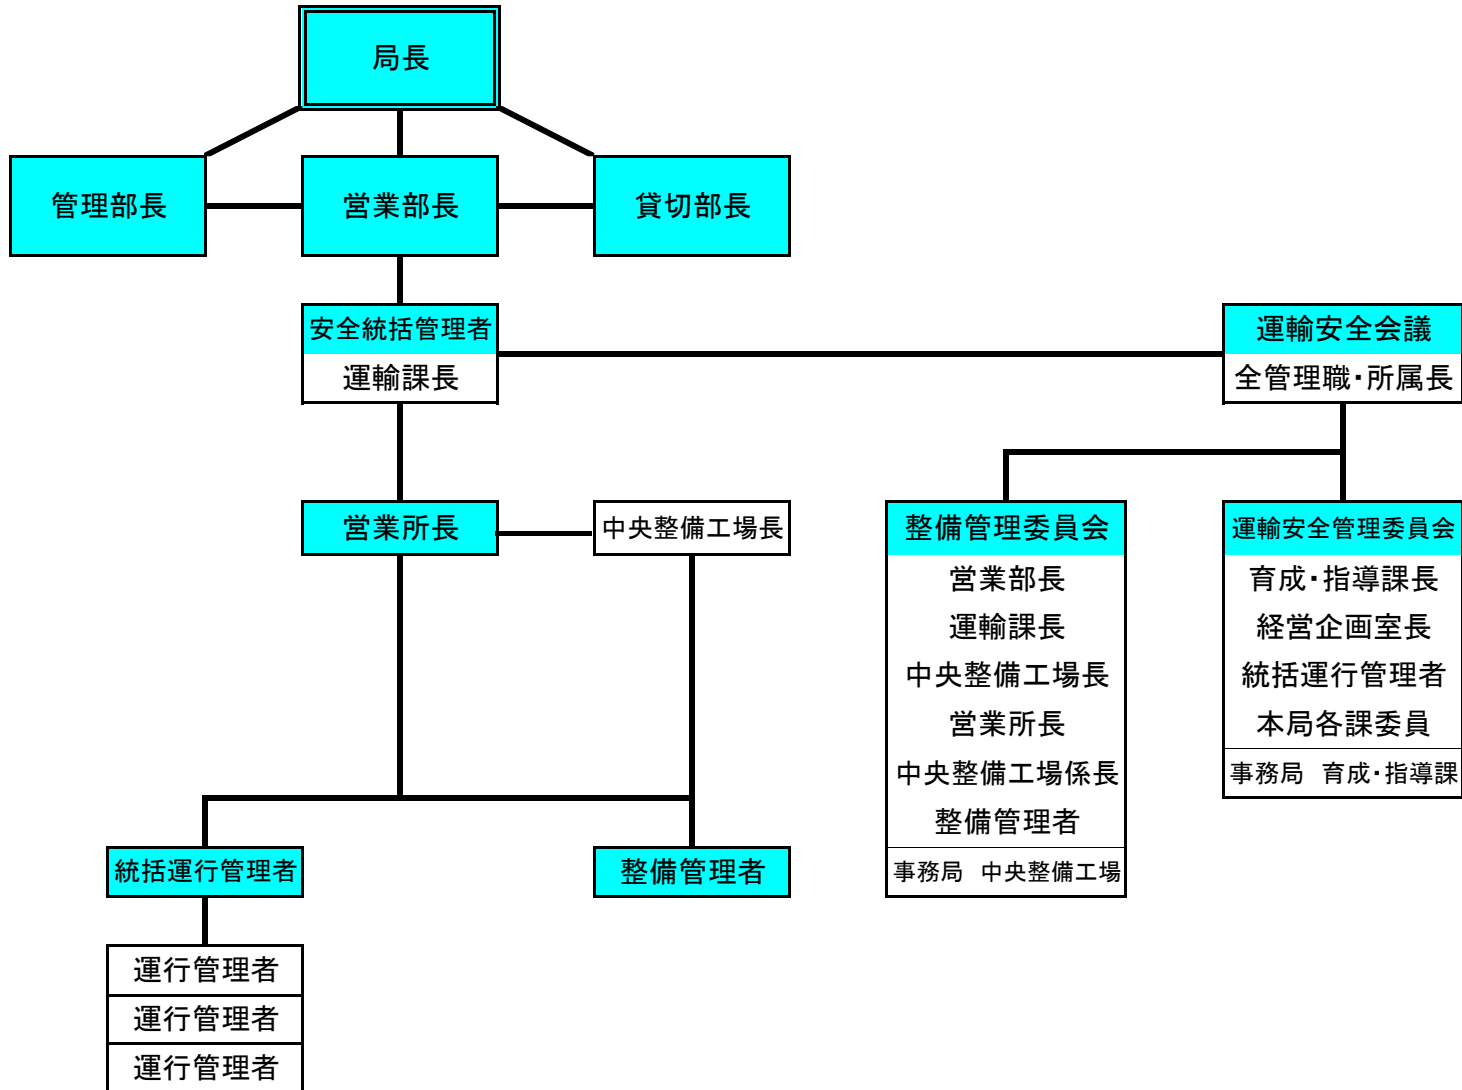 局長
管理部長
営業部長
貸切部長
安全統括管理者
運輸課長
運輸安全会議
全管理職・所属長
営業所長
中央整備工場長
整備管理委員会
営業部長
運輸課長
中央整備工場長
営業所長
中央整備工場係長
整備管理者
事務局　中央整備工場
運輸安全管理委員会
育成・指導課長
経営企画室長
統括運行管理者
本局各課委員
事務局　育成・指導課
統括運行管理者
整備管理者
運行管理者
運行管理者
運行管理者